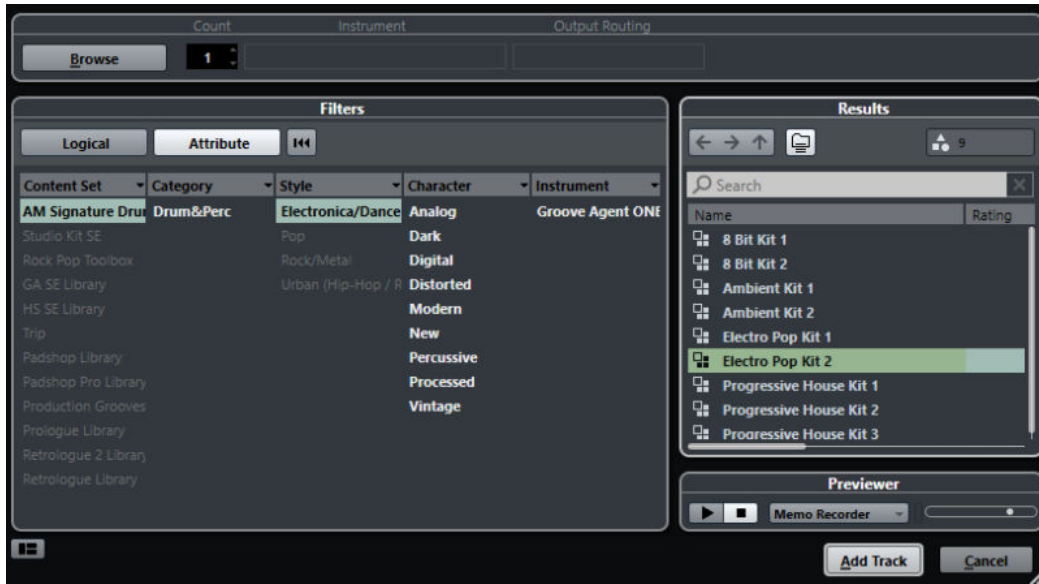 Count Instrument Output Routing
Browse 1
Filters
Logical Attribute
Content Set Category Style Character Instrument
AM Signature Drur Drum&Perc Electronica/Dance Analog Groove Agent ONE
Studio Kit SE Pop Dark
Rock Pop Toolbox Rock/Metal Digital
GA SE Library Urban (Hip-Hop / R Distorted
HS SE Library Modern
Trip New
Padshop Library Percussive
Padshop Pro Library Processed
Production Grooves Vintage
Prologue Library
Retrologue 2 Library
Retrologue Library
Results
9
Search
Name Rating
8 Bit Kit 1
8 Bit Kit 2
Ambient Kit 1
Ambient Kit 2
Electro Pop Kit 1
Electro Pop Kit 2
Progressive House Kit 1
Progressive House Kit 2
Progressive House Kit 3
Previewer
Memo Recorder
Add Track Cancel